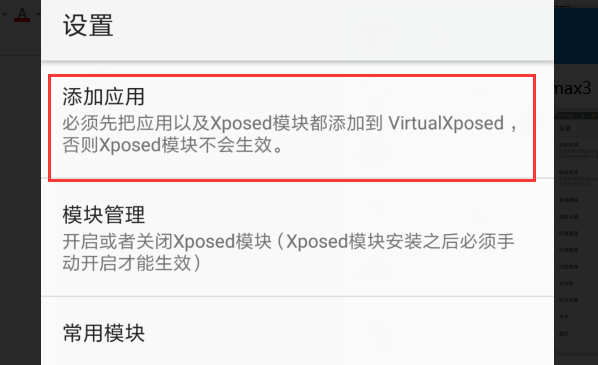 A
设置
添加应用
必须先把应用以及Xposed模块都添加到 VirtualXposed ，
否则Xposed模块不会生效。
模块管理
开启或者关闭Xposed模块（Xposed模块安装之后必须手
动开启才能生效）
常用模块
max3